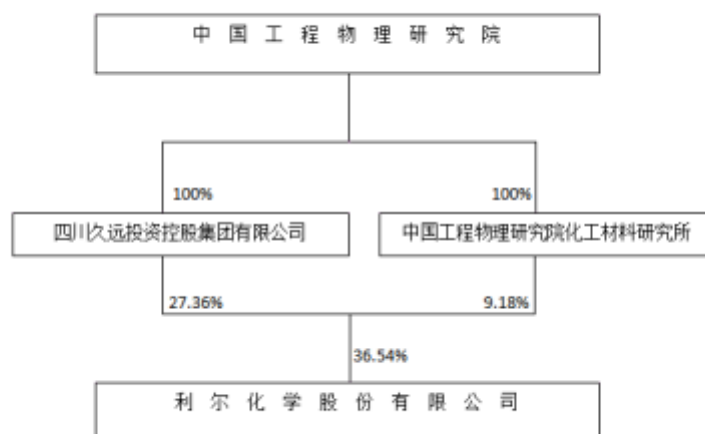 中国工程物理研究院
100%
100%
四川久远投资控股集团有限公司
中国工程物理研究院化工材料研究所
27.36%
9.18%
36.54%
利尔化学股份有限公司